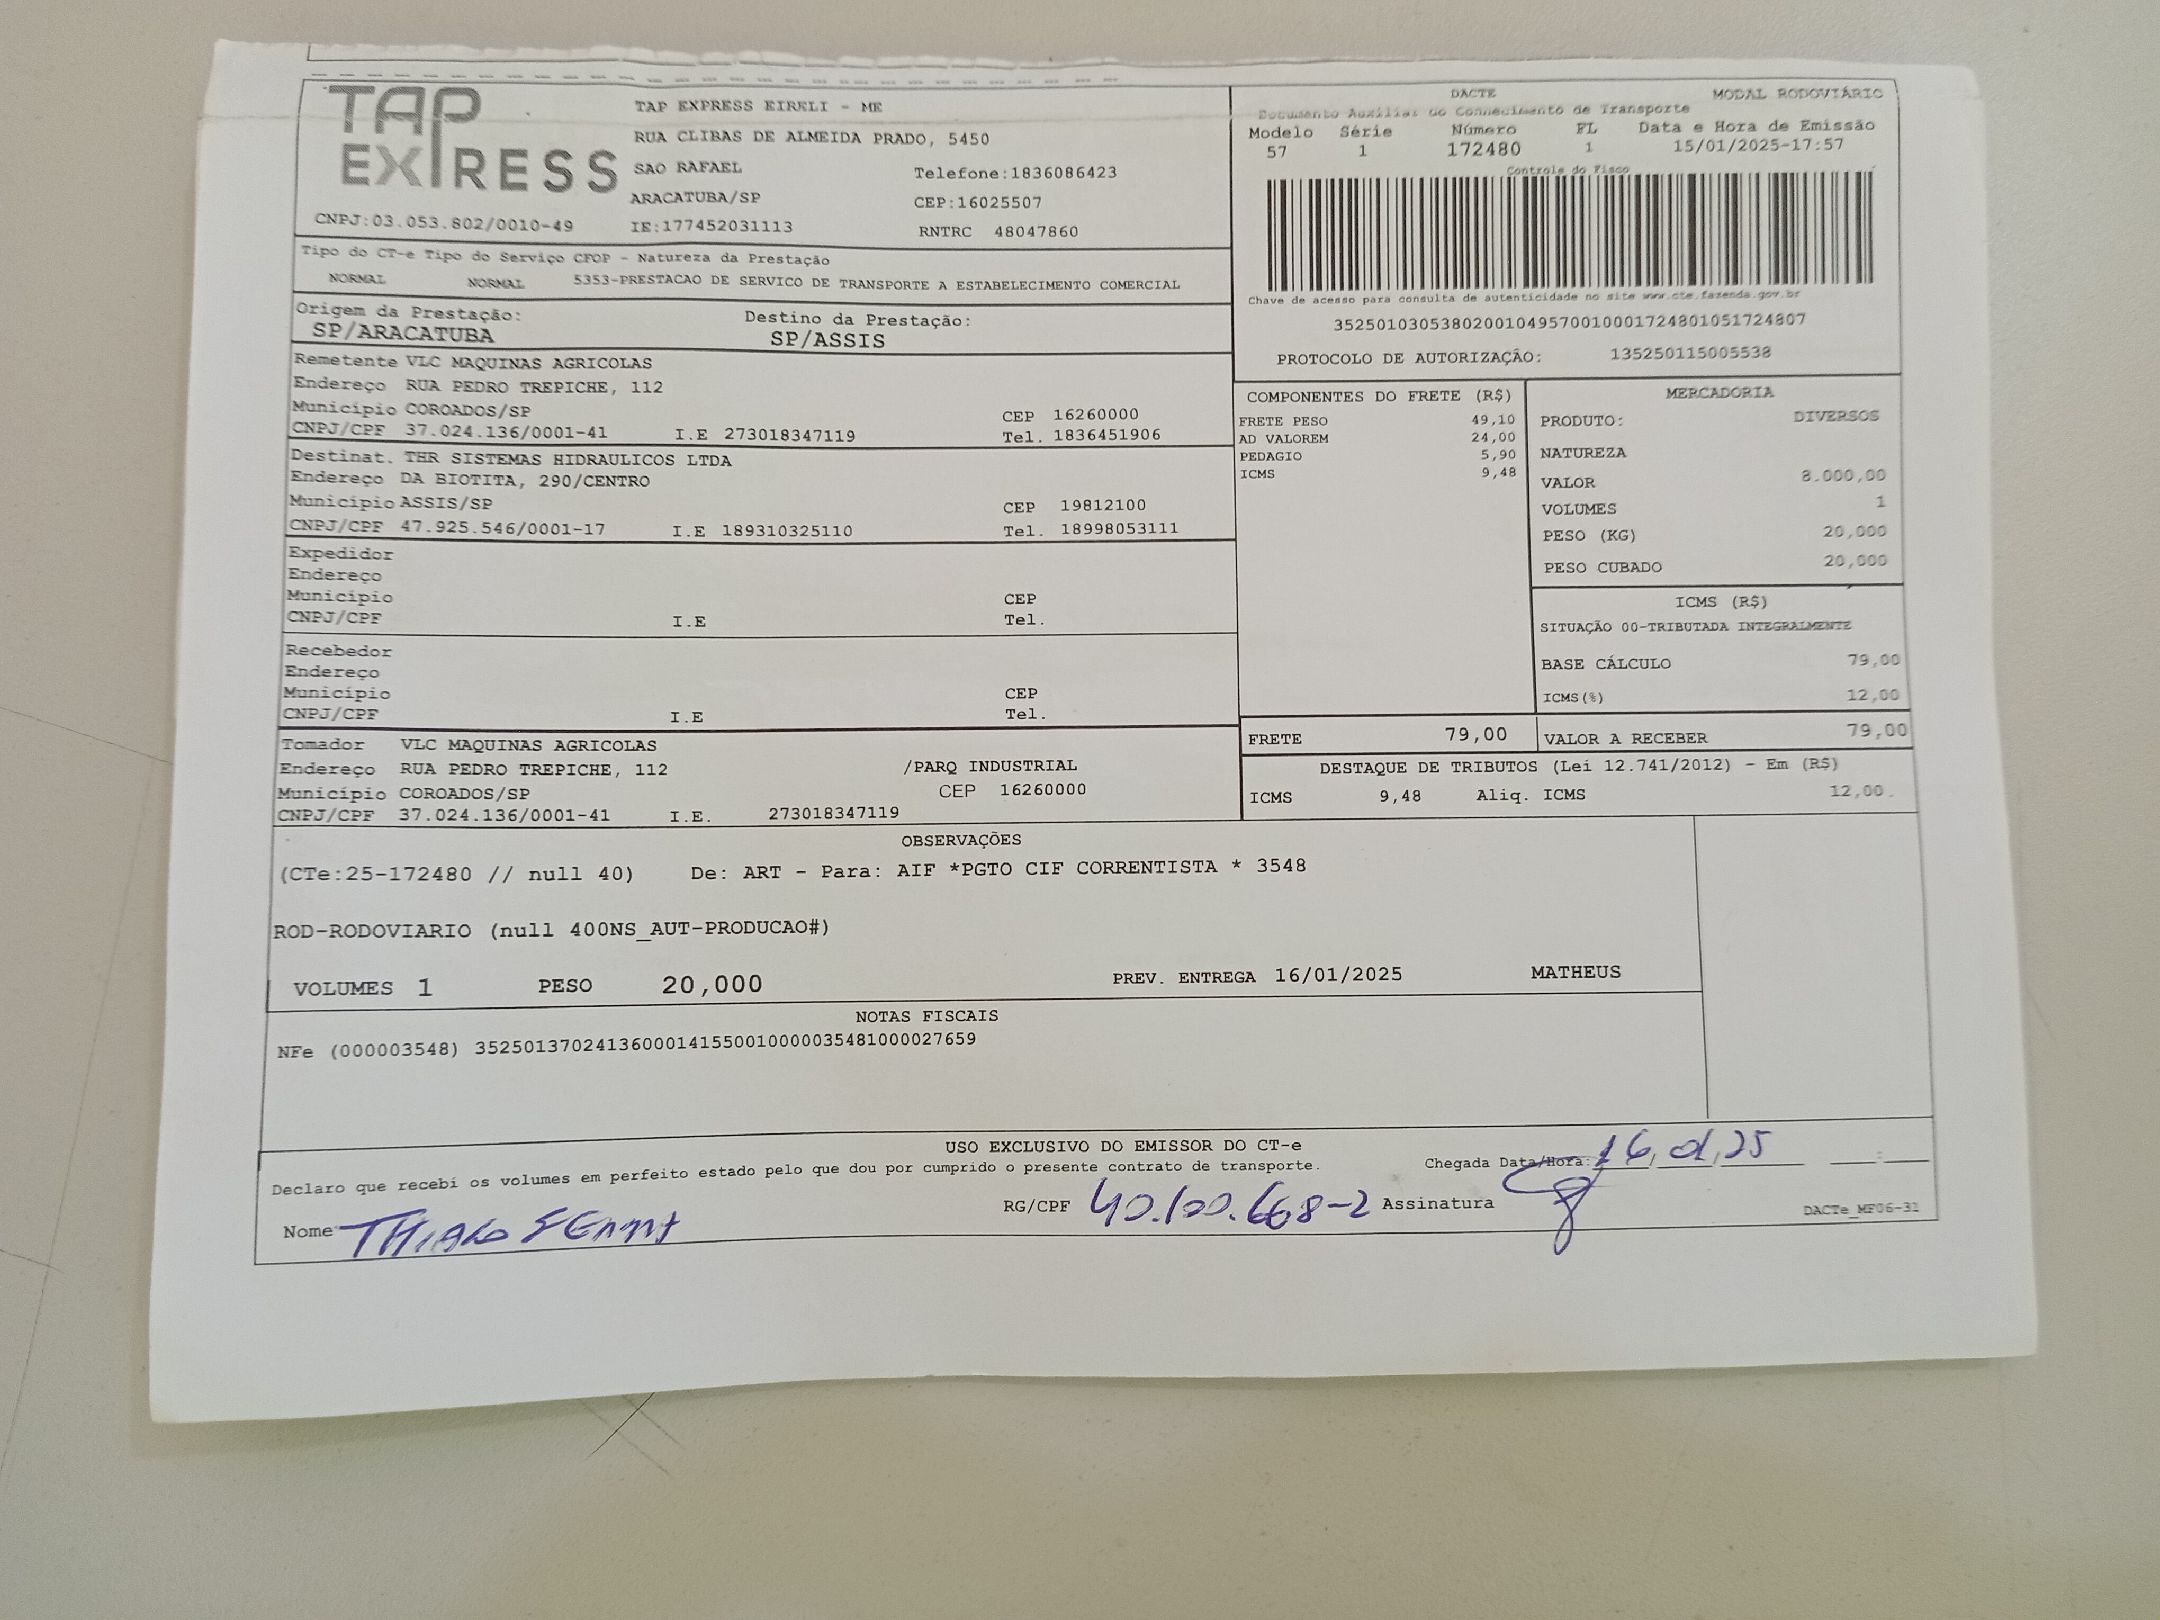 TAP
EXPRESS
CNPJ:03.053.802/0010-49
TAP EXPRESS EIRELI - ME
RUA CLIBAS DE ALMEIDA PRADO, 5450
SAO RAFAEL
Telefone:1836086423
ARACATUBA/SP
CEP:16025507
IE:177452031113
RNTRC 48047860
DACTE
MODAL RODOVIÁRIO
Documento Auxiliar do Conhecimento de Transporte
Modelo Série Número FL Data e Hora de Emissão
57 1 172480 1 15/01/2025-17:57
Controle do Fisco
Chave de acesso para consulta de autenticidade no site www.cte.fazenda.gov.br
35250103053802001049570010001724801051724807
PROTOCOLO DE AUTORIZAÇÃO: 135250115005538
Tipo do CT-e Tipo do Serviço CFOP - Natureza da Prestação
NORMAL NORMAL 5353-PRESTACAO DE SERVICO DE TRANSPORTE A ESTABELECIMENTO COMERCIAL
Origem da Prestação: Destino da Prestação:
SP/ARACATUBA SP/ASSIS
Remetente VLC MAQUINAS AGRICOLAS
Endereço RUA PEDRO TREPICHE, 112
Município COROADOS/SP CEP 16260000
CNPJ/CPF 37.024.136/0001-41 I.E 273018347119 Tel. 1836451906
Destinat. THR SISTEMAS HIDRAULICOS LTDA
Endereço DA BIOTITA, 290/CENTRO
Município ASSIS/SP CEP 19812100
CNPJ/CPF 47.925.546/0001-17 I.E 189310325110 Tel. 18998053111
Expedidor
Endereço
Município CEP
CNPJ/CPF I.E Tel.
Recebedor
Endereço
Município CEP
CNPJ/CPF I.E Tel.
Tomador VLC MAQUINAS AGRICOLAS
Endereço RUA PEDRO TREPICHE, 112 /PARQ INDUSTRIAL
Município COROADOS/SP CEP 16260000
CNPJ/CPF 37.024.136/0001-41 I.E. 273018347119
COMPONENTES DO FRETE (R$)
FRETE PESO 49,10
AD VALOREM 24,00
PEDAGIO 5,90
ICMS 9,48
MERCADORIA
PRODUTO: DIVERSOS
NATUREZA
VALOR 8.000,00
VOLUMES 1
PESO (KG) 20,000
PESO CUBADO 20,000
ICMS (R$)
SITUAÇÃO 00-TRIBUTADA INTEGRALMENTE
BASE CÁLCULO 79,00
ICMS(%) 12,00
FRETE 79,00 VALOR A RECEBER 79,00
DESTAQUE DE TRIBUTOS (Lei 12.741/2012) - Em (R$)
ICMS 9,48 Aliq. ICMS 12,00.
OBSERVAÇÕES
(CTe:25-172480 // null 40) De: ART - Para: AIF *PGTO CIF CORRENTISTA * 3548
ROD-RODOVIARIO (null 400NS_AUT-PRODUCAO#)
VOLUMES 1 PESO 20,000 PREV. ENTREGA 16/01/2025 MATHEUS
NOTAS FISCAIS
NFe (000003548) 35250137024136000141550010000035481000027659
USO EXCLUSIVO DO EMISSOR DO CT-e
Declaro que recebi os volumes em perfeito estado pelo que dou por cumprido o presente contrato de transporte.
Chegada Data/Hora: 16,01,25
Nome THIAGO RG/CPF 40.100.668-2 Assinatura
DACTe_MF06-31